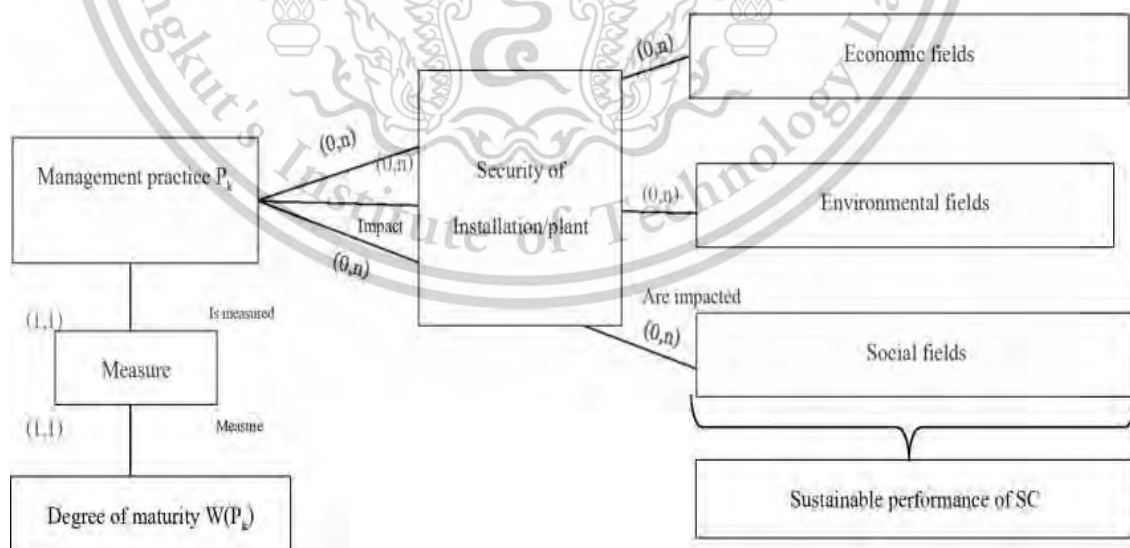 (0,n)
Economic fields
Management practice Pk
(0,n)
(0,n)
Impact
(0,n)
Security of
Installation/plant
(0,n)
Environmental fields
Are impacted
(0,n)
Social fields
(1,1)
Is measured
Measure
(1,1)
Measure
Degree of maturity W(Pk)
Sustainable performance of SC
ngkut's Institute of Technology La